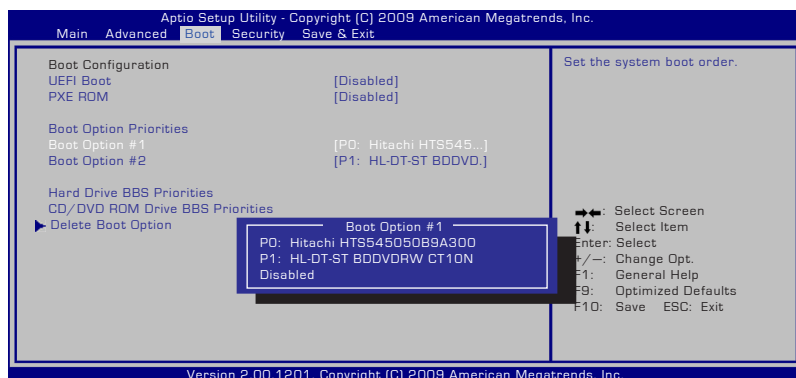 Aptio Setup Utility - Copyright (C) 2009 American Megatrends, Inc.
Main Advanced Boot Security Save & Exit
Boot Configuration
UEFI Boot [Disabled]
PXE ROM [Disabled]
Boot Option Priorities
Boot Option #1 [P0: Hitachi HTS545...]
Boot Option #2 [P1: HL-DT-ST BDDVD.]
Hard Drive BBS Priorities
CD/DVD ROM Drive BBS Priorities
Delete Boot Option
Boot Option #1
P0: Hitachi HTS545050B9A300
P1: HL-DT-ST BDDVDRW CT10N
Disabled
Set the system boot order.
→←: Select Screen
↑↓: Select Item
Enter: Select
+/—: Change Opt.
F1: General Help
F9: Optimized Defaults
F10: Save ESC: Exit
Version 2.00.1201. Copyright (C) 2009 American Megatrends, Inc.